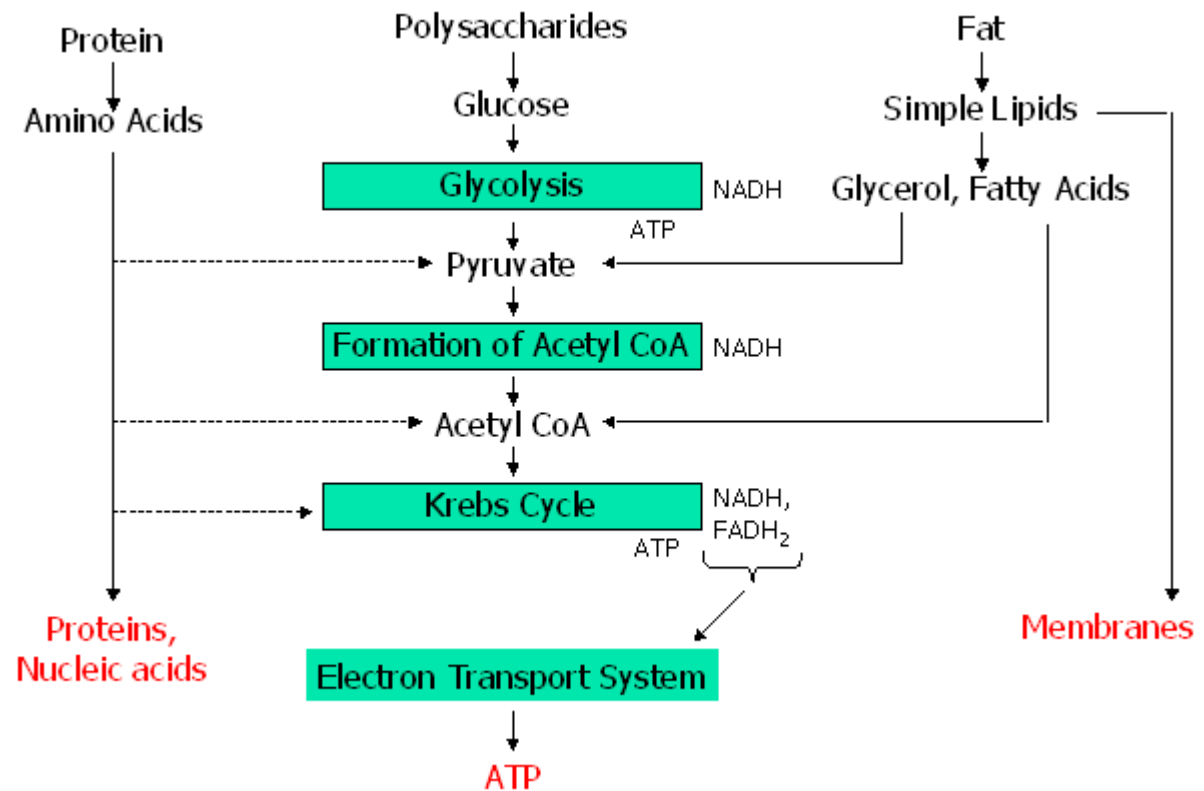 Protein
Polysaccharides
Fat
Amino Acids
Glucose
Simple Lipids
Glycolysis
NADH
Glycerol, Fatty Acids
ATP
Pyruvate
Formation of Acetyl CoA
NADH
Acetyl CoA
Krebs Cycle
NADH,
FADH₂
ATP
Proteins,
Nucleic acids
Membranes
Electron Transport System
ATP